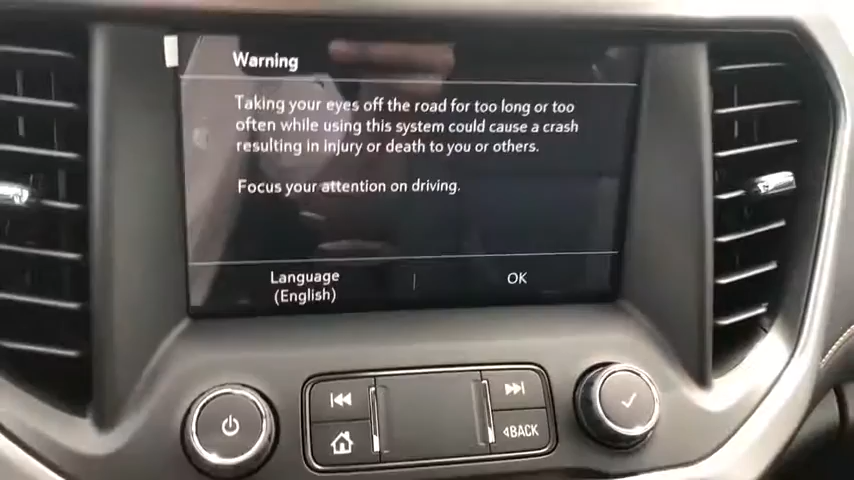 Warning
Taking your eyes off the road for too long or too
often while using this system could cause a crash
resulting in injury or death to you or others.
Focus your attention on driving.
Language
(English)
OK
BACK